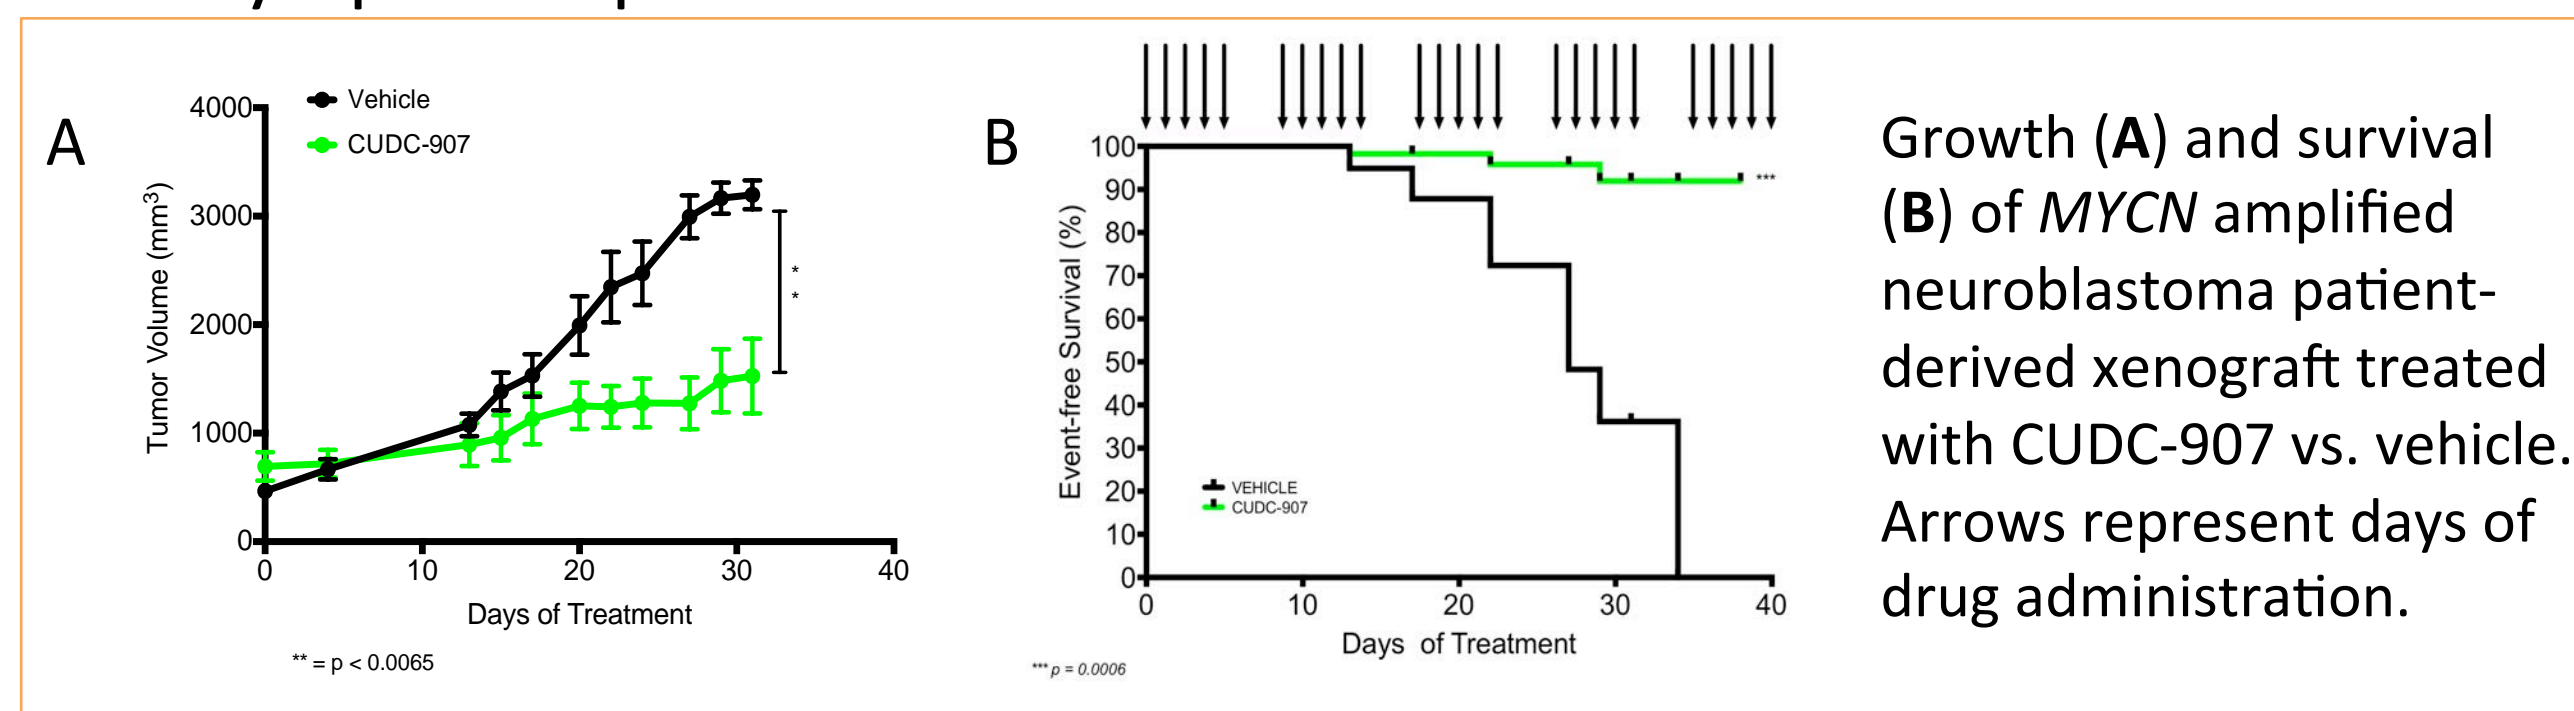 A
Vehicle
CUDC-907
Tumor Volume (mm³)
4000
3000
2000
1000
0
0 10 20 30 40
Days of Treatment
*
*
** = p < 0.0065
B
Event-free Survival (%)
100
90
80
70
60
50
40
30
20
10
0
***
VEHICLE
CUDC-907
0 10 20 30 40
Days of Treatment
*** p = 0.0006
Growth (A) and survival
(B) of MYCN amplified
neuroblastoma patient-
derived xenograft treated
with CUDC-907 vs. vehicle.
Arrows represent days of
drug administration.